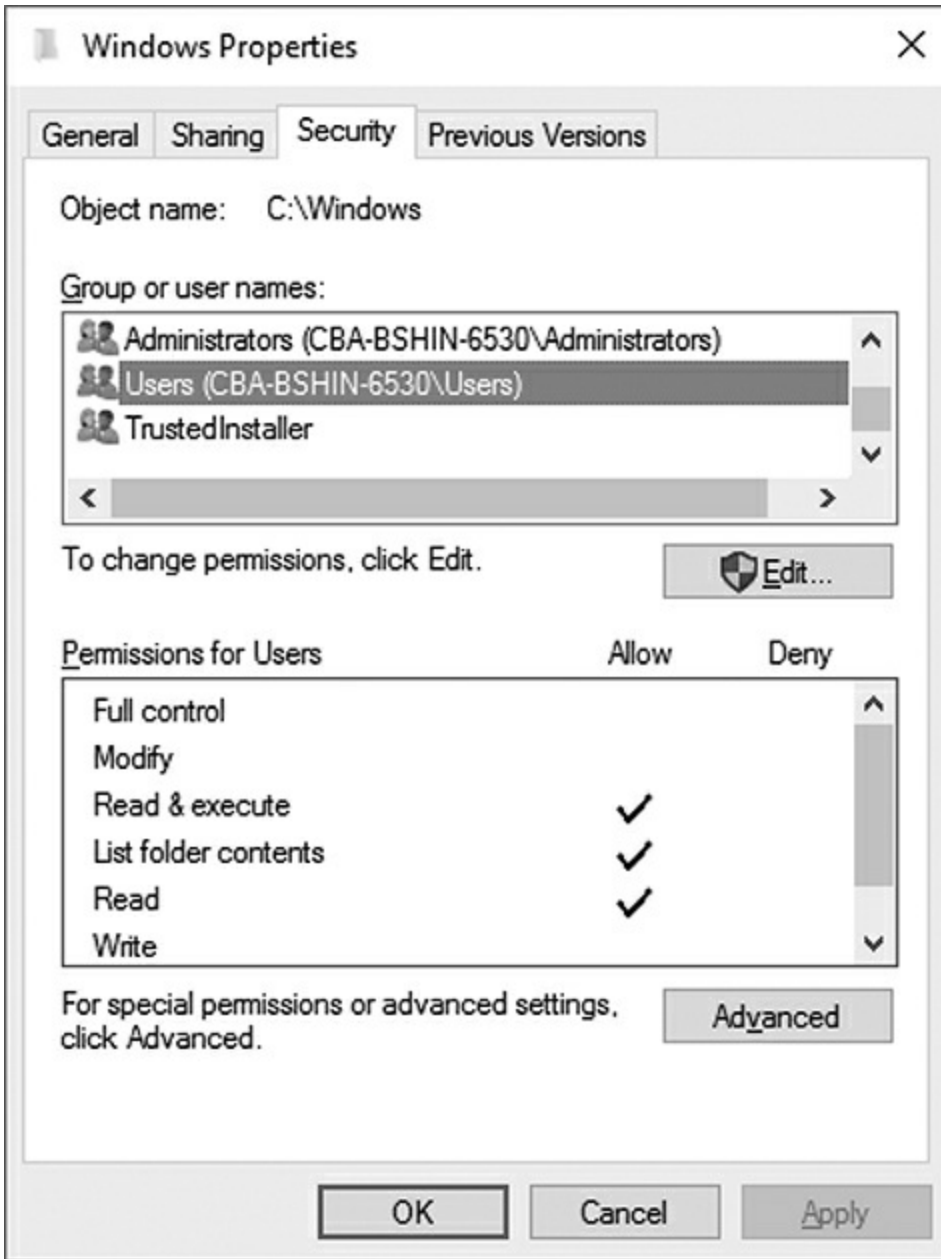 Windows Properties
General Sharing Security Previous Versions
Object name: C:\Windows
Group or user names:
Administrators (CBA-BSHIN-6530\Administrators)
Users (CBA-BSHIN-6530\Users)
TrustedInstaller
To change permissions, click Edit.
Edit...
Permissions for Users Allow Deny
Full control
Modify
Read & execute
List folder contents
Read
Write
For special permissions or advanced settings,
click Advanced.
Advanced
OK Cancel Apply